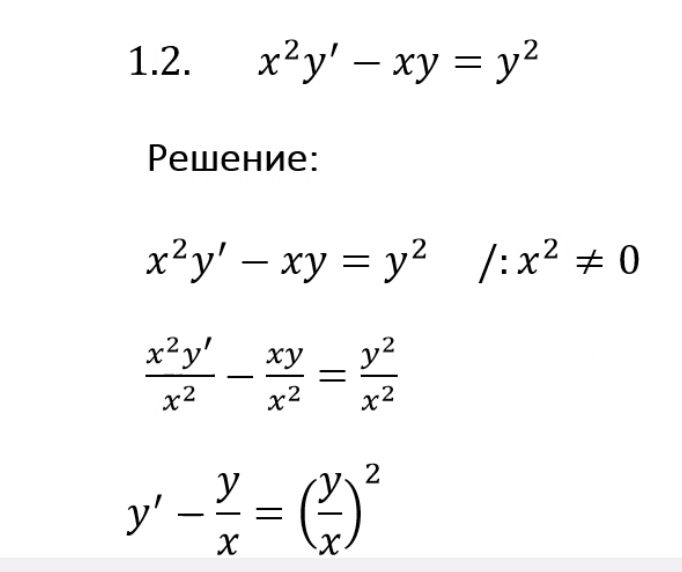 1.2. x²y′ − xy = y²
Решение:
x²y′ − xy = y² /: x² ≠ 0
x²y′/x² − xy/x² = y²/x²
y′ − y/x = (y/x)²